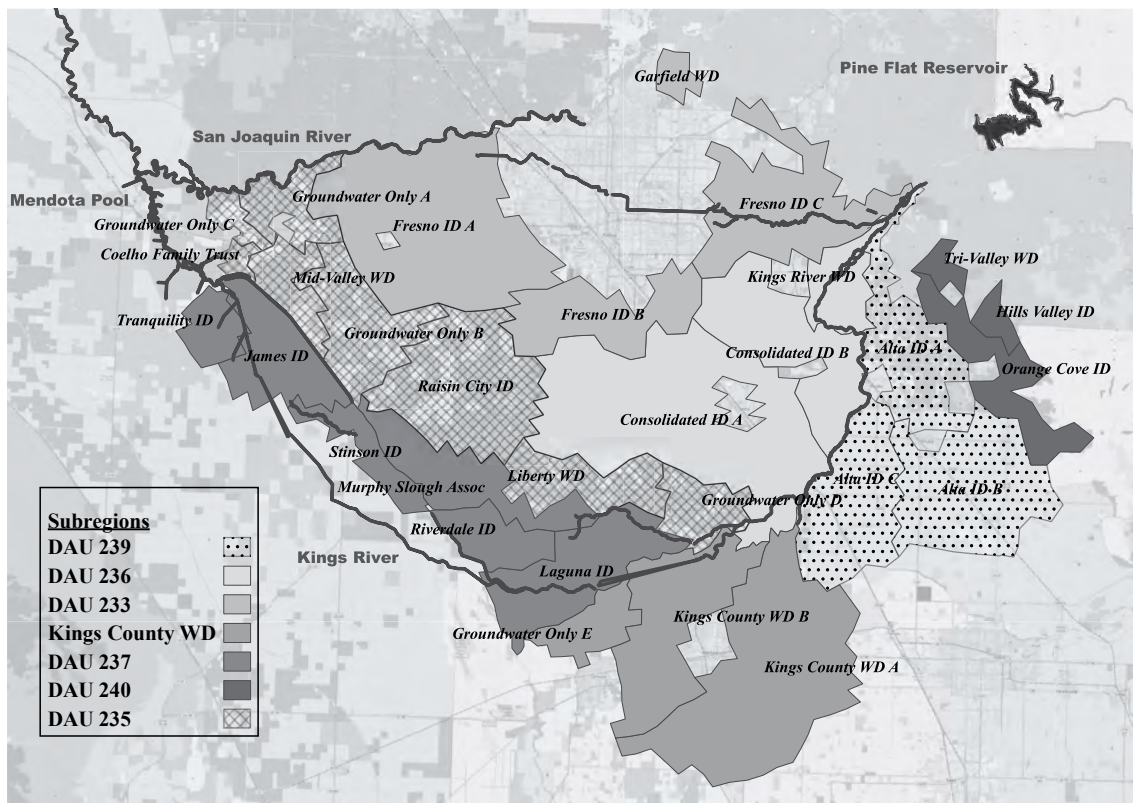 Garfield WD
Pine Flat Reservoir
San Joaquin River
Mendota Pool
Groundwater Only A
Fresno ID C
Groundwater Only C
Fresno ID A
Coelho Family Trust
Tri-Valley WD
Mid-Valley WD
Kings River WD
Hills Valley ID
Tranquility ID
Fresno ID B
Groundwater Only B
James ID
Consolidated ID B
Alta ID A
Orange Cove ID
Raisin City ID
Consolidated ID A
Stinson ID
Liberty WD
Alta ID C
Murphy Slough Assoc
Alta ID B
Groundwater Only D
Riverdale ID
Kings River
Laguna ID
Kings County WD B
Groundwater Only E
Kings County WD A
Subregions
DAU 239
DAU 236
DAU 233
Kings County WD
DAU 237
DAU 240
DAU 235